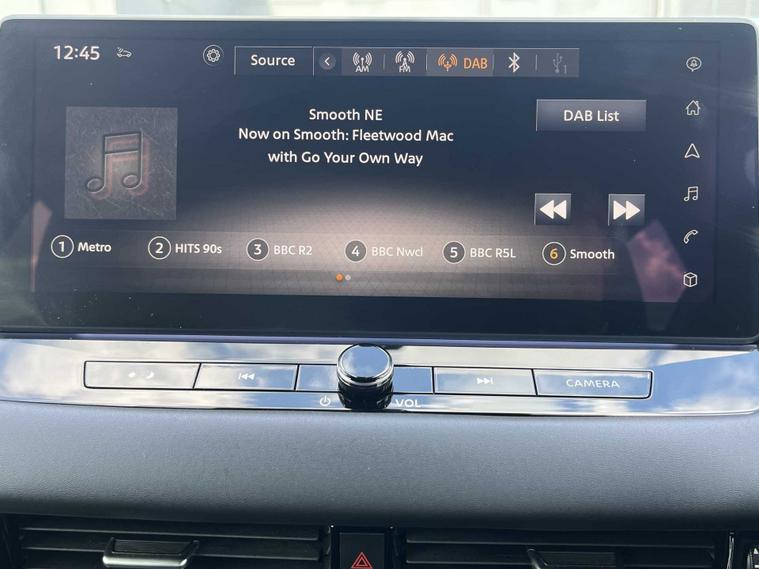 12:45
Source
AM
FM
DAB
1
Smooth NE
Now on Smooth: Fleetwood Mac
with Go Your Own Way
DAB List
1 Metro
2 HITS 90s
3 BBC R2
4 BBC Nwcl
5 BBC R5L
6 Smooth
CAMERA
VOL